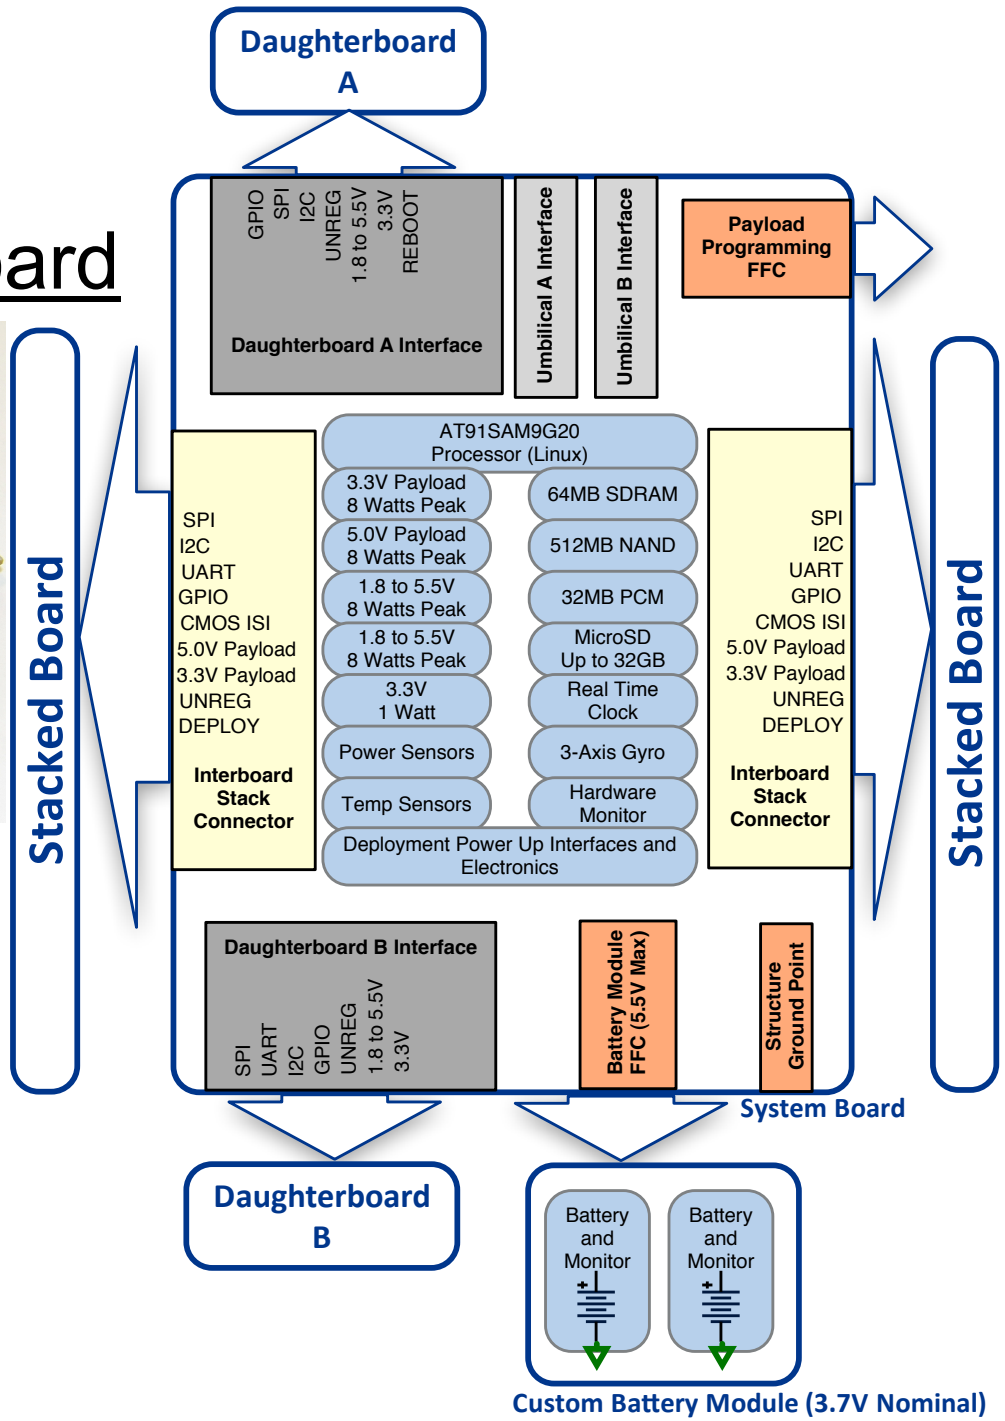 Daughterboard
A
GPIO
SPI
I2C
UNREG
1.8 to 5.5V
3.3V
REBOOT
Daughterboard A Interface
Umbilical A Interface
Umbilical B Interface
Payload
Programming
FFC
ard
Stacked Board
SPI
I2C
UART
GPIO
CMOS ISI
5.0V Payload
3.3V Payload
UNREG
DEPLOY
Interboard
Stack
Connector
AT91SAM9G20
Processor (Linux)
3.3V Payload
8 Watts Peak
5.0V Payload
8 Watts Peak
1.8 to 5.5V
8 Watts Peak
1.8 to 5.5V
8 Watts Peak
3.3V
1 Watt
Power Sensors
Temp Sensors
64MB SDRAM
512MB NAND
32MB PCM
MicroSD
Up to 32GB
Real Time
Clock
3-Axis Gyro
Hardware
Monitor
Deployment Power Up Interfaces and
Electronics
SPI
I2C
UART
GPIO
CMOS ISI
5.0V Payload
3.3V Payload
UNREG
DEPLOY
Interboard
Stack
Connector
Stacked Board
Daughterboard B Interface
SPI
UART
I2C
GPIO
UNREG
1.8 to 5.5V
3.3V
Battery Module
FFC (5.5V Max)
Structure
Ground Point
System Board
Daughterboard
B
Battery
and
Monitor
+
Battery
and
Monitor
+
Custom Battery Module (3.7V Nominal)